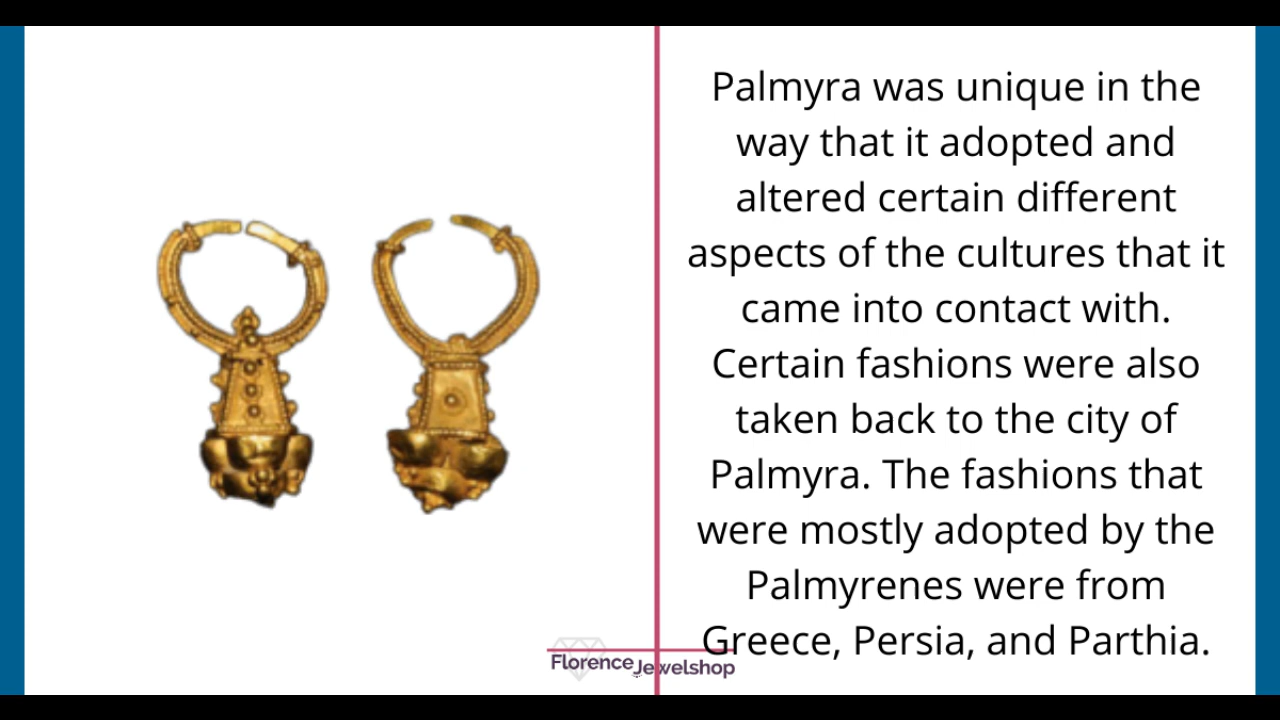 Palmyra was unique in the
way that it adopted and
altered certain different
aspects of the cultures that it
came into contact with.
Certain fashions were also
taken back to the city of
Palmyra. The fashions that
were mostly adopted by the
Palmyrenes were from
Greece, Persia, and Parthia.
Florence Jewelshop